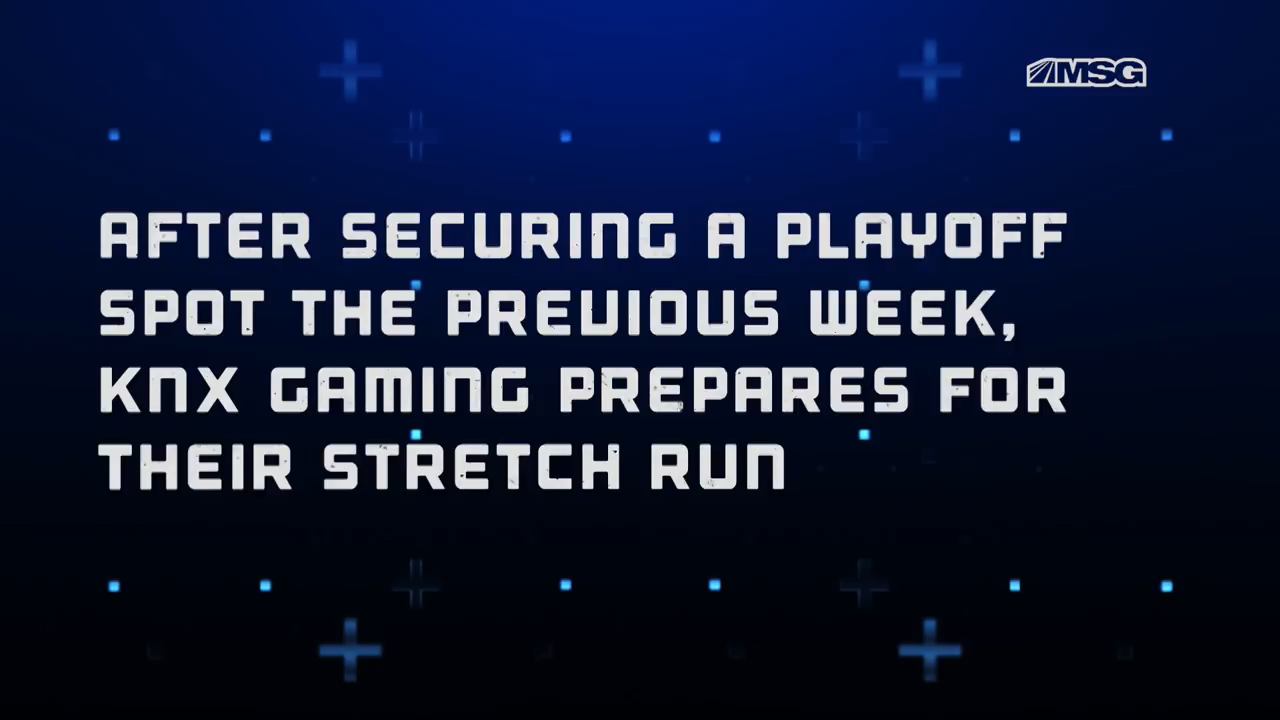 MSG
AFTER SECURING A PLAYOFF
SPOT THE PREVIOUS WEEK,
KNX GAMING PREPARES FOR
THEIR STRETCH RUN